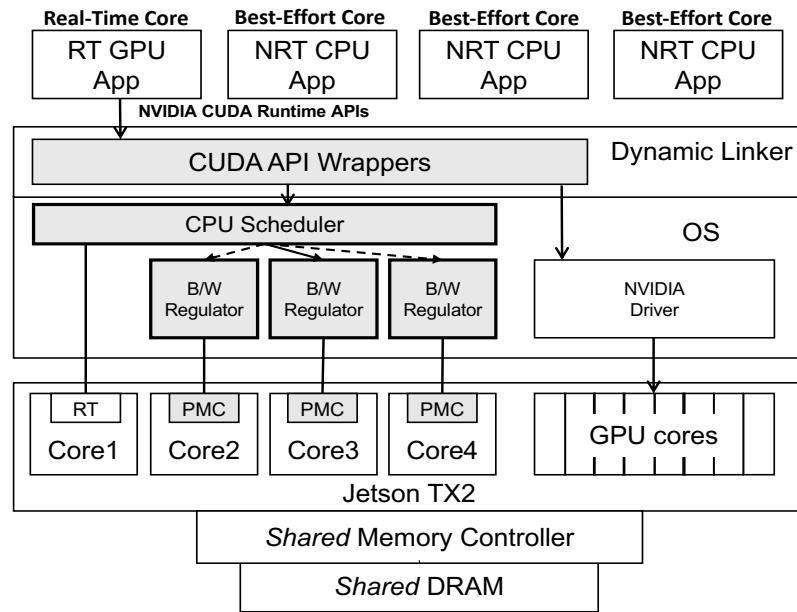 Real-Time Core Best-Effort Core Best-Effort Core Best-Effort Core
RT GPU App
NRT CPU App
NRT CPU App
NRT CPU App
NVIDIA CUDA Runtime APIs
CUDA API Wrappers
Dynamic Linker
CPU Scheduler
OS
B/W Regulator
B/W Regulator
B/W Regulator
NVIDIA Driver
RT
PMC
PMC
PMC
Core1 Core2 Core3 Core4
GPU cores
Jetson TX2
Shared Memory Controller
Shared DRAM